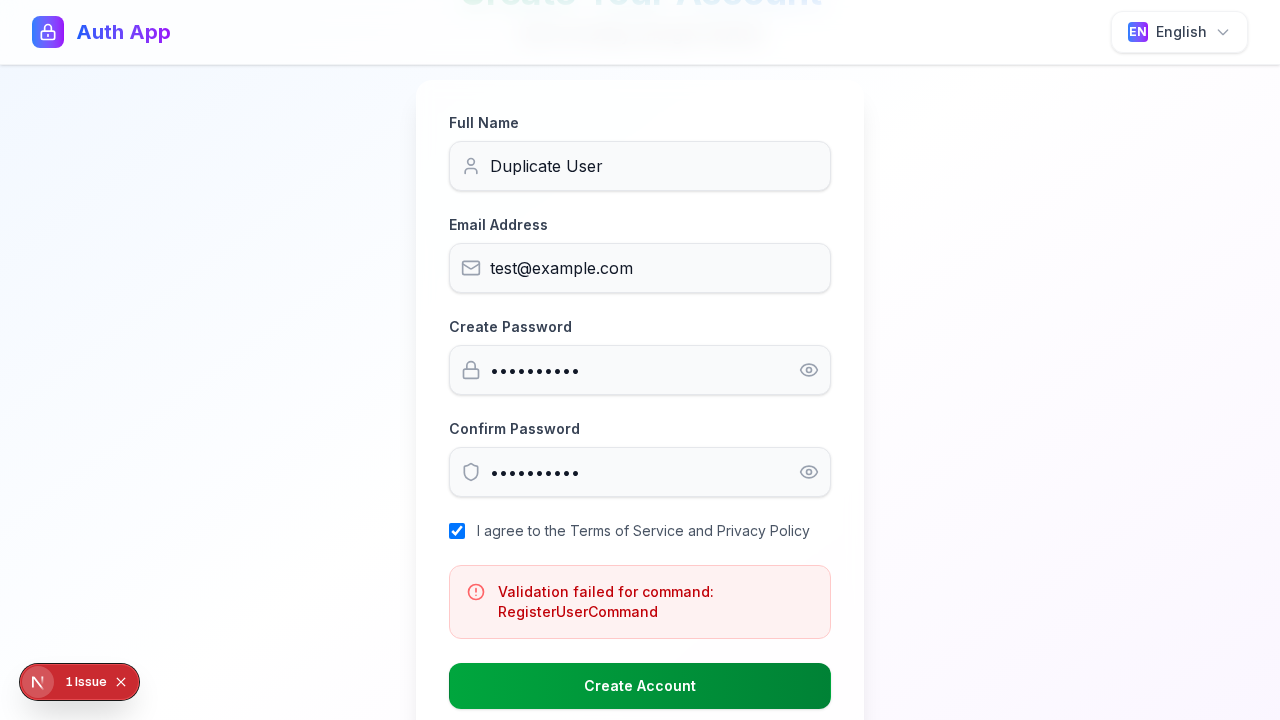 Create Your Account
Auth App
EN English
Full Name
Duplicate User
Email Address
test@example.com
Create Password
••••••••••
Confirm Password
••••••••••
I agree to the Terms of Service and Privacy Policy
Validation failed for command:
RegisterUserCommand
1 Issue
Create Account